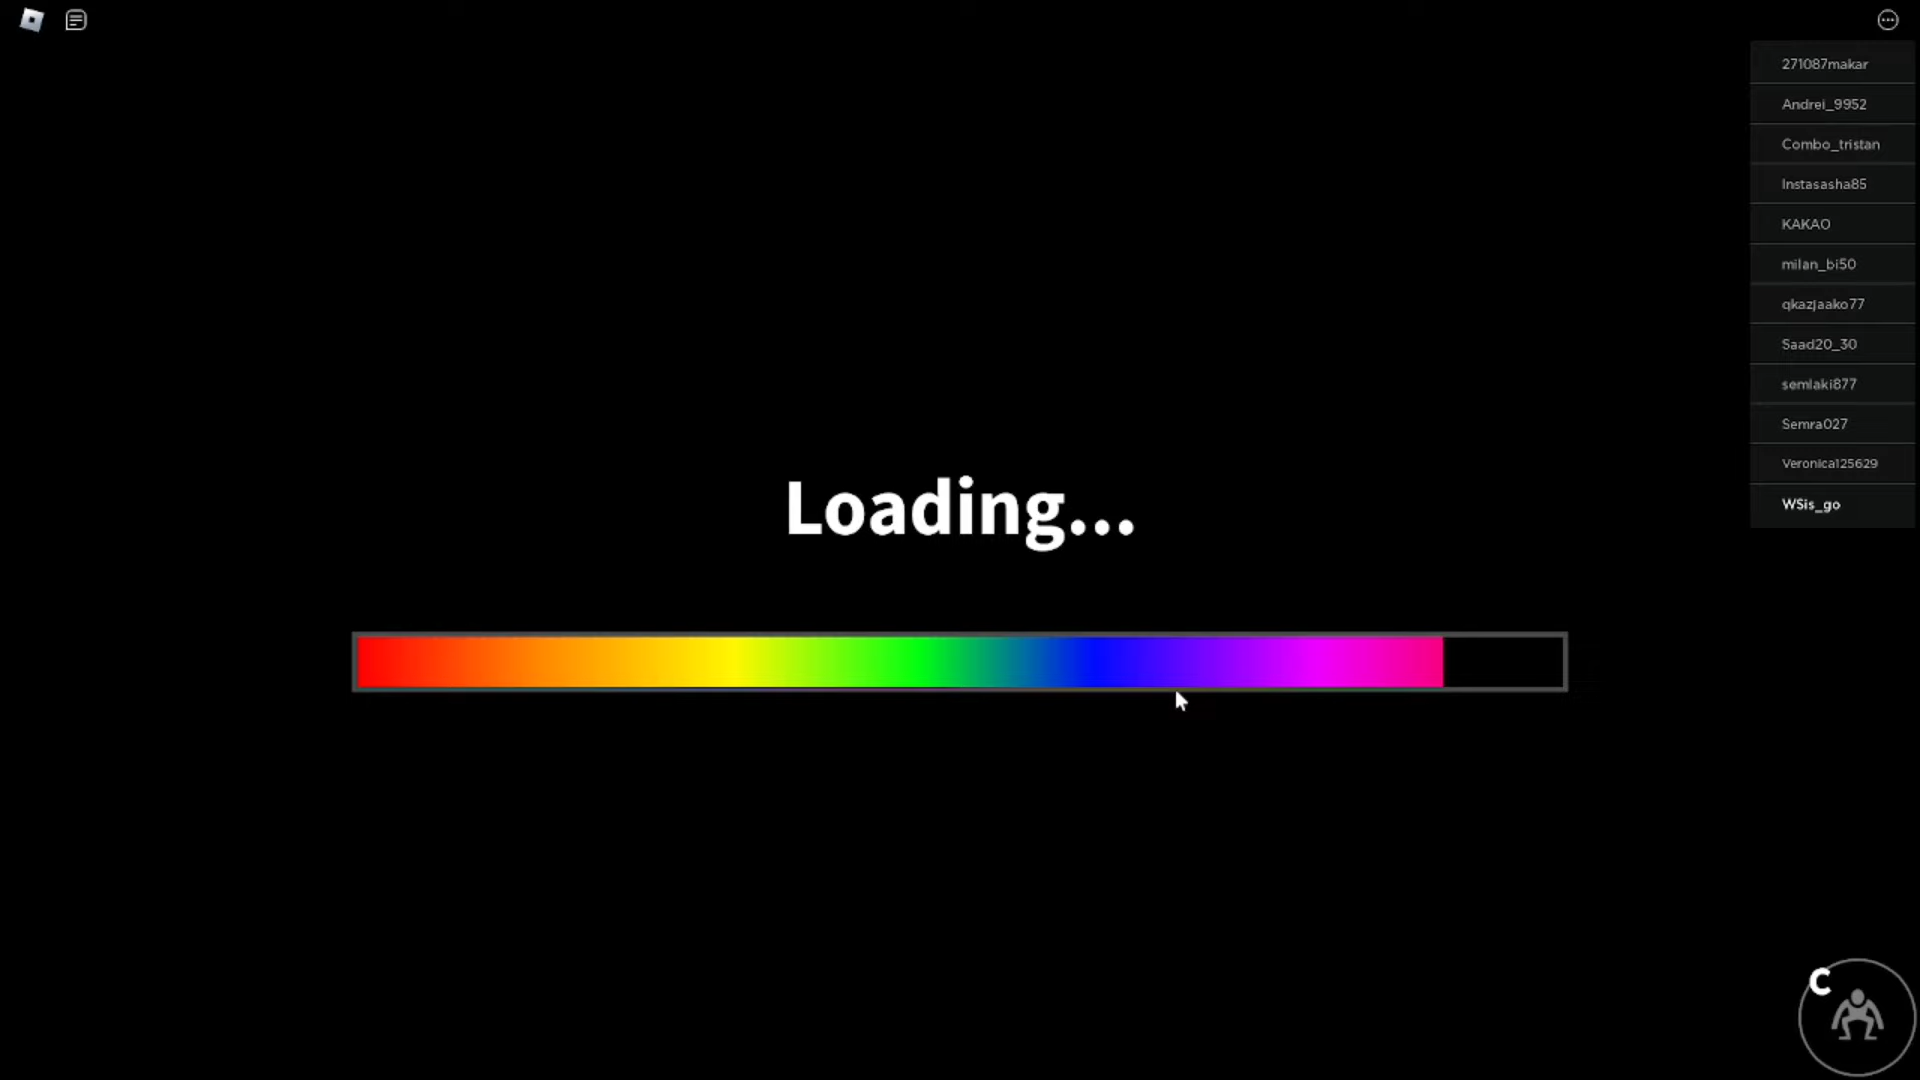 271087makar
Andrei_9952
Combo_tristan
Instasasha85
KAKAO
milan_bi50
qkazjaako77
Saad20_30
semlaki877
Semra027
Veronica125629
WSis_go
Loading...
C